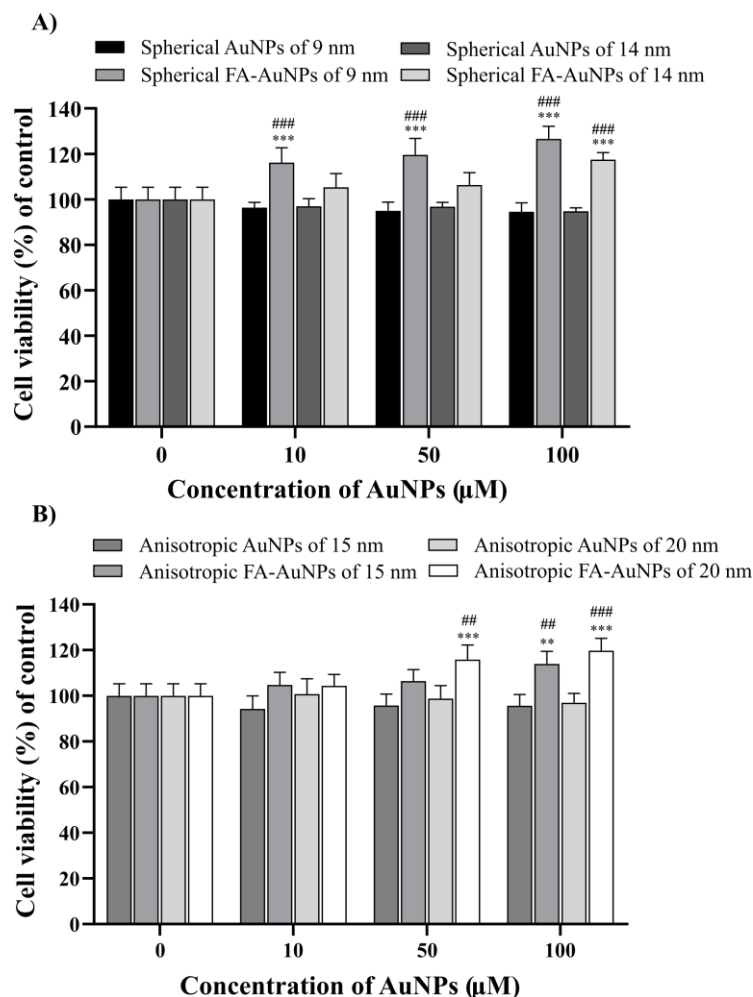 A)
Spherical AuNPs of 9 nm Spherical AuNPs of 14 nm
Spherical FA-AuNPs of 9 nm Spherical FA-AuNPs of 14 nm
Cell viability (%) of control
140
120
100
80
60
40
20
0
###
***
###
***
###
***
###
***
0 10 50 100
Concentration of AuNPs (µM)
B)
Anisotropic AuNPs of 15 nm Anisotropic AuNPs of 20 nm
Anisotropic FA-AuNPs of 15 nm Anisotropic FA-AuNPs of 20 nm
Cell viability (%) of control
140
120
100
80
60
40
20
0
##
***
##
**
###
***
0 10 50 100
Concentration of AuNPs (µM)